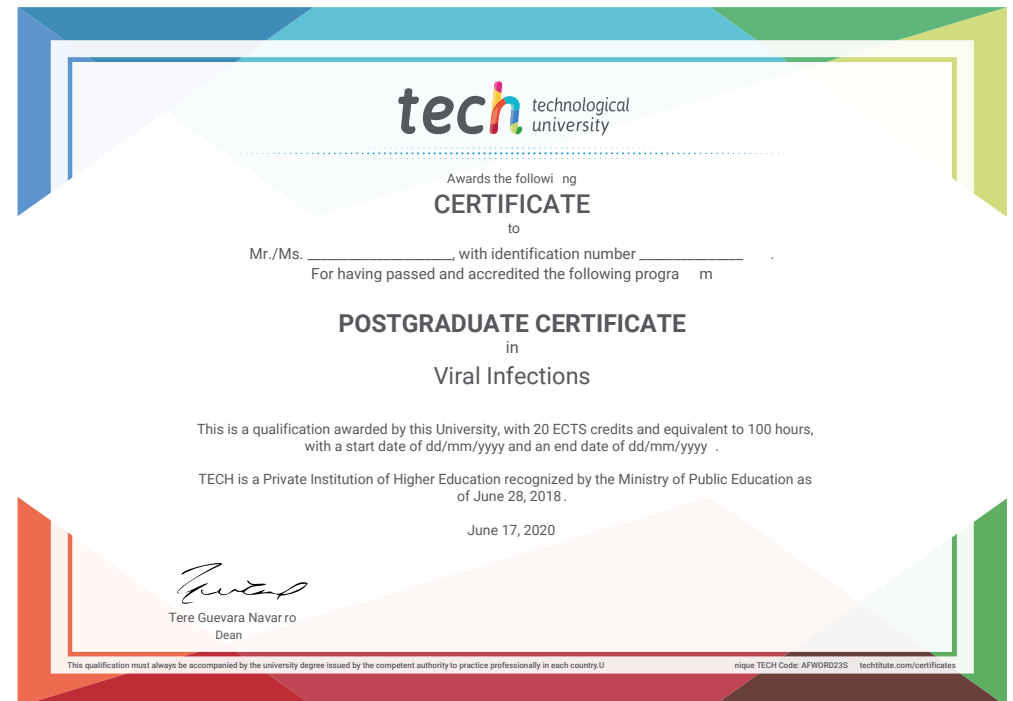 tech technological
university
Awards the followi ng
CERTIFICATE
to
Mr./Ms. ____________________, with identification number ______________ .
For having passed and accredited the following progra m
POSTGRADUATE CERTIFICATE
in
Viral Infections
This is a qualification awarded by this University, with 20 ECTS credits and equivalent to 100 hours,
with a start date of dd/mm/yyyy and an end date of dd/mm/yyyy .
TECH is a Private Institution of Higher Education recognized by the Ministry of Public Education as
of June 28, 2018.
June 17, 2020
Tere Guevara Navarro
Dean
This qualification must always be accompanied by the university degree issued by the competent authority to practice professionally in each country.U nique TECH Code: AFWORD23S techtitute.com/certificates